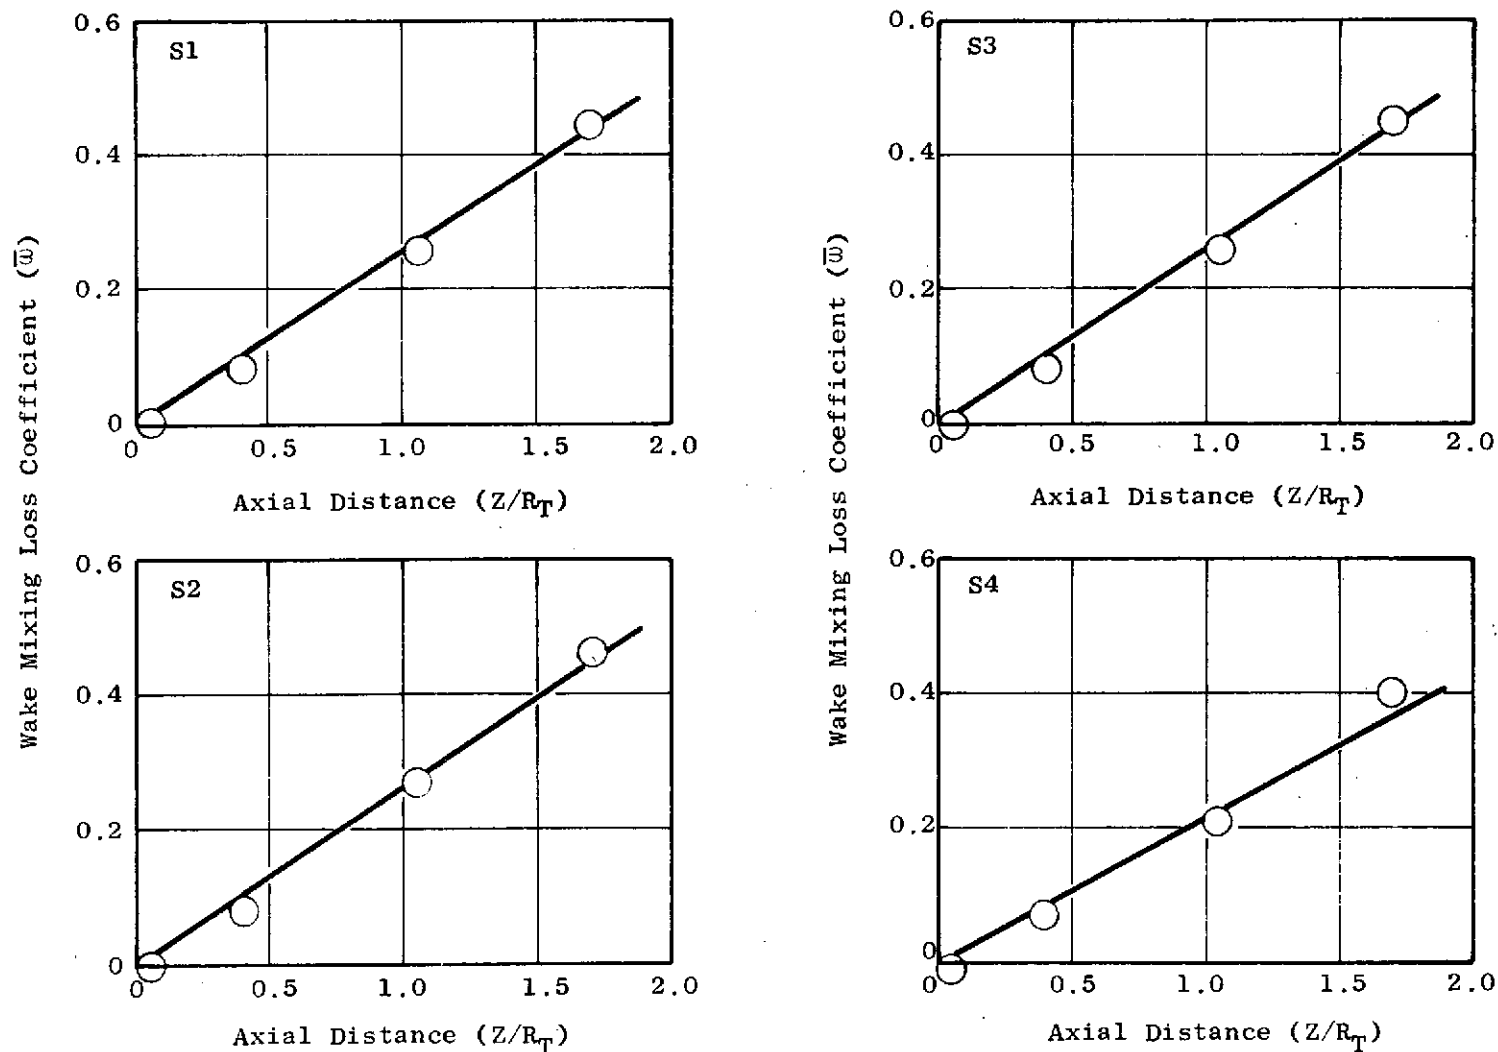 0.6
S1
0.4
0.2
0
0 0.5 1.0 1.5 2.0
Axial Distance (Z/R_T)
0.6
S2
0.4
0.2
0
0 0.5 1.0 1.5 2.0
Axial Distance (Z/R_T)
Wake Mixing Loss Coefficient (ω̅)
0.6
S3
0.4
0.2
0
0 0.5 1.0 1.5 2.0
Axial Distance (Z/R_T)
0.6
S4
0.4
0.2
0
0 0.5 1.0 1.5 2.0
Axial Distance (Z/R_T)
Wake Mixing Loss Coefficient (ω̅)